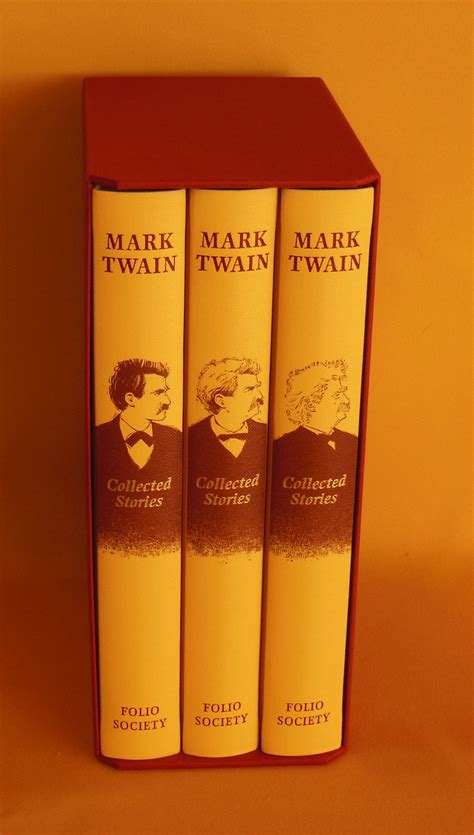 MARK
TWAIN
Collected
Stories
FOLIO
SOCIETY
MARK
TWAIN
Collected
Stories
FOLIO
SOCIETY
MARK
TWAIN
Collected
Stories
FOLIO
SOCIETY